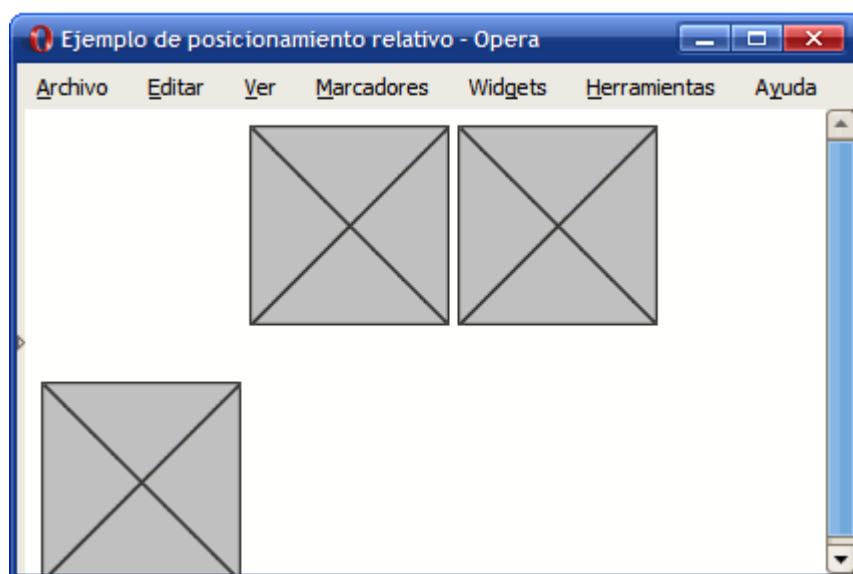 Ejemplo de posicionamiento relativo - Opera
Archivo Editar Ver Marcadores Widgets Herramientas Ayuda